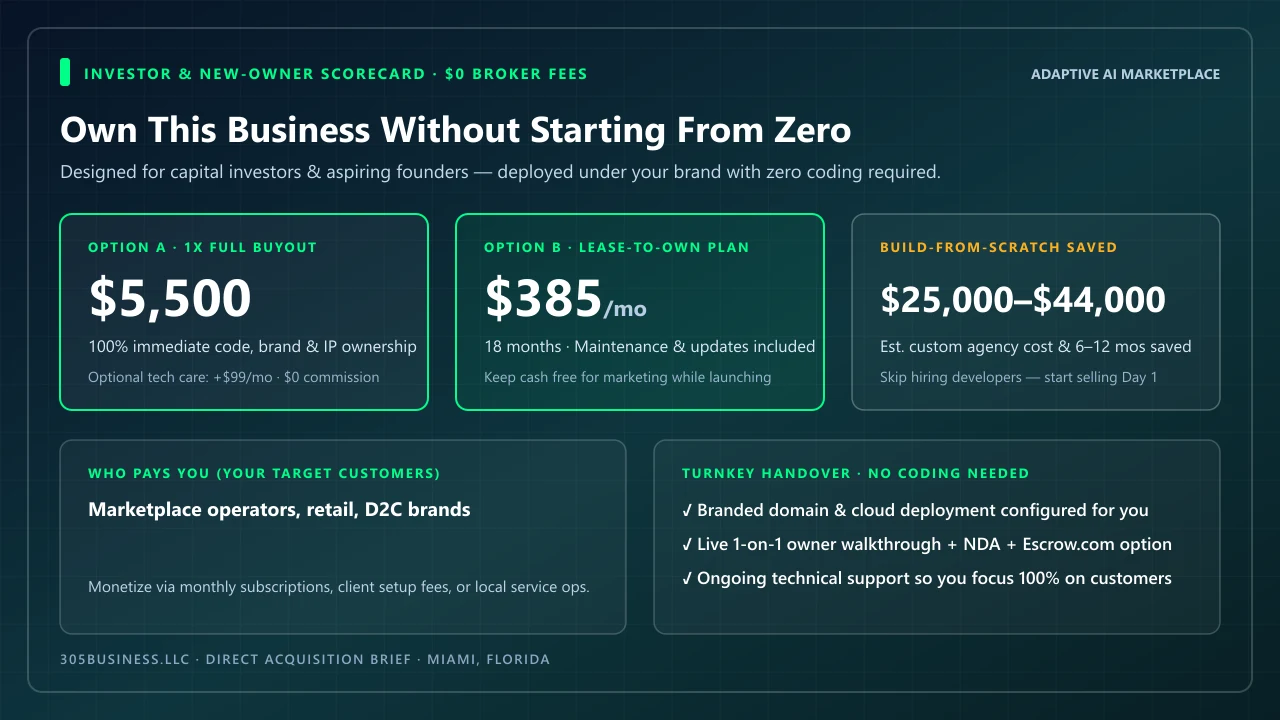 INVESTOR & NEW-OWNER SCORECARD · $0 BROKER FEES
ADAPTIVE AI MARKETPLACE
Own This Business Without Starting From Zero
Designed for capital investors & aspiring founders — deployed under your brand with zero coding required.
OPTION A · 1X FULL BUYOUT
$5,500
100% immediate code, brand & IP ownership
Optional tech care: +$99/mo · $0 commission
OPTION B · LEASE-TO-OWN PLAN
$385/mo
18 months · Maintenance & updates included
Keep cash free for marketing while launching
BUILD-FROM-SCRATCH SAVED
$25,000–$44,000
Est. custom agency cost & 6–12 mos saved
Skip hiring developers — start selling Day 1
WHO PAYS YOU (YOUR TARGET CUSTOMERS)
Marketplace operators, retail, D2C brands
Monetize via monthly subscriptions, client setup fees, or local service ops.
TURNKEY HANDOVER · NO CODING NEEDED
✓ Branded domain & cloud deployment configured for you
✓ Live 1-on-1 owner walkthrough + NDA + Escrow.com option
✓ Ongoing technical support so you focus 100% on customers
305BUSINESS.LLC · DIRECT ACQUISITION BRIEF · MIAMI, FLORIDA